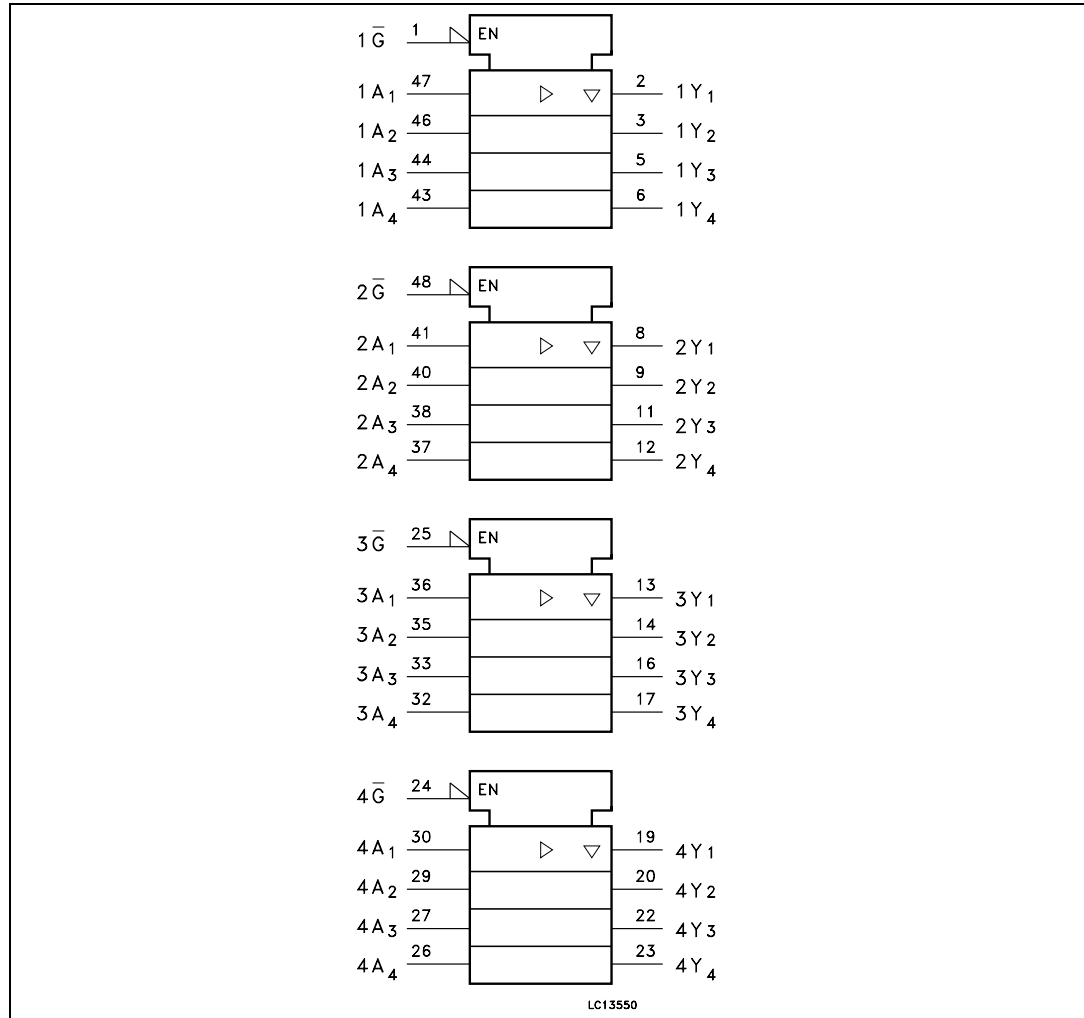 1G̅ 1 EN
1A₁ 47 2 1Y₁
1A₂ 46 3 1Y₂
1A₃ 44 5 1Y₃
1A₄ 43 6 1Y₄
2G̅ 48 EN
2A₁ 41 8 2Y₁
2A₂ 40 9 2Y₂
2A₃ 38 11 2Y₃
2A₄ 37 12 2Y₄
3G̅ 25 EN
3A₁ 36 13 3Y₁
3A₂ 35 14 3Y₂
3A₃ 33 16 3Y₃
3A₄ 32 17 3Y₄
4G̅ 24 EN
4A₁ 30 19 4Y₁
4A₂ 29 20 4Y₂
4A₃ 27 22 4Y₃
4A₄ 26 23 4Y₄
LC13550